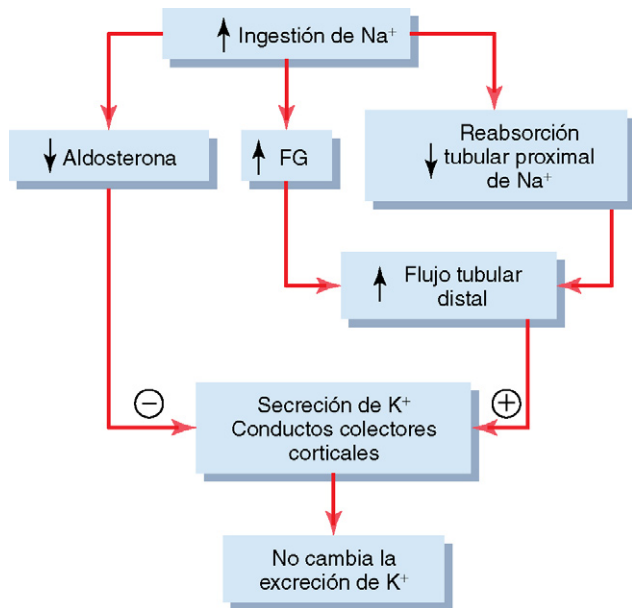 ↑ Ingestión de Na⁺
↓ Aldosterona
↑ FG
Reabsorción
↓ tubular proximal
de Na⁺
↑ Flujo tubular
distal
−
+
Secreción de K⁺
Conductos colectores
corticales
No cambia la
excreción de K⁺